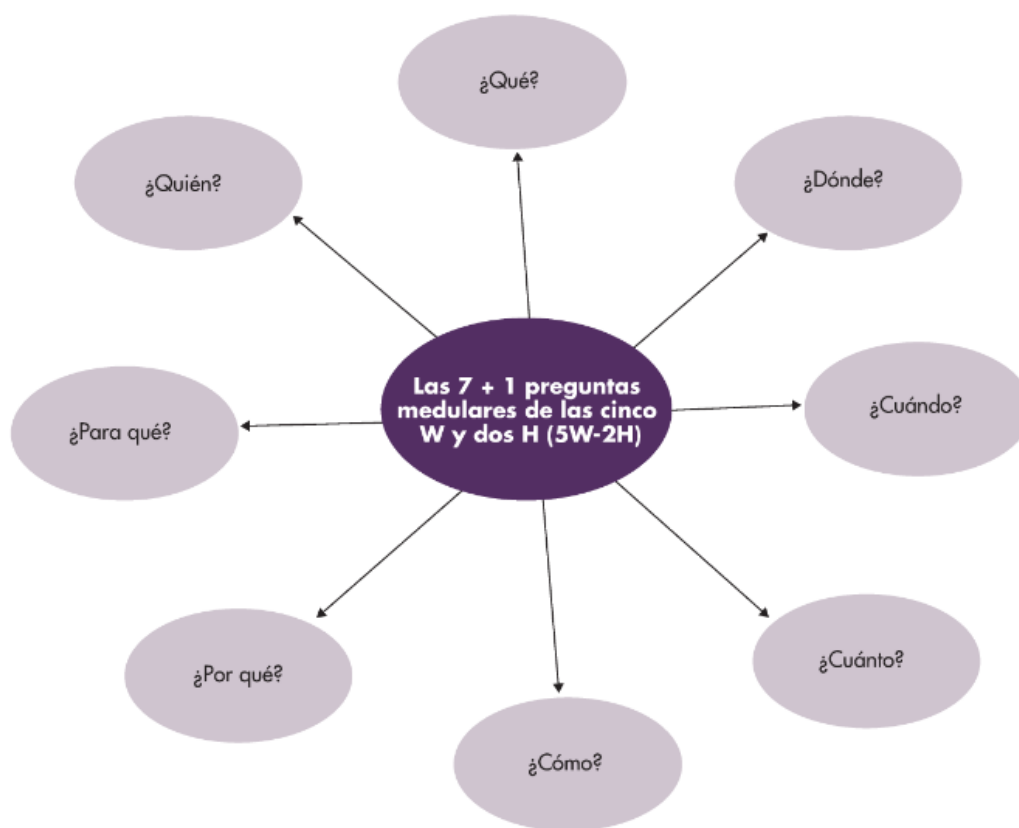 ¿Qué?
¿Quién?
¿Dónde?
Las 7 + 1 preguntas
medulares de las cinco
W y dos H (5W-2H)
¿Cuándo?
¿Para qué?
¿Por qué?
¿Cuánto?
¿Cómo?